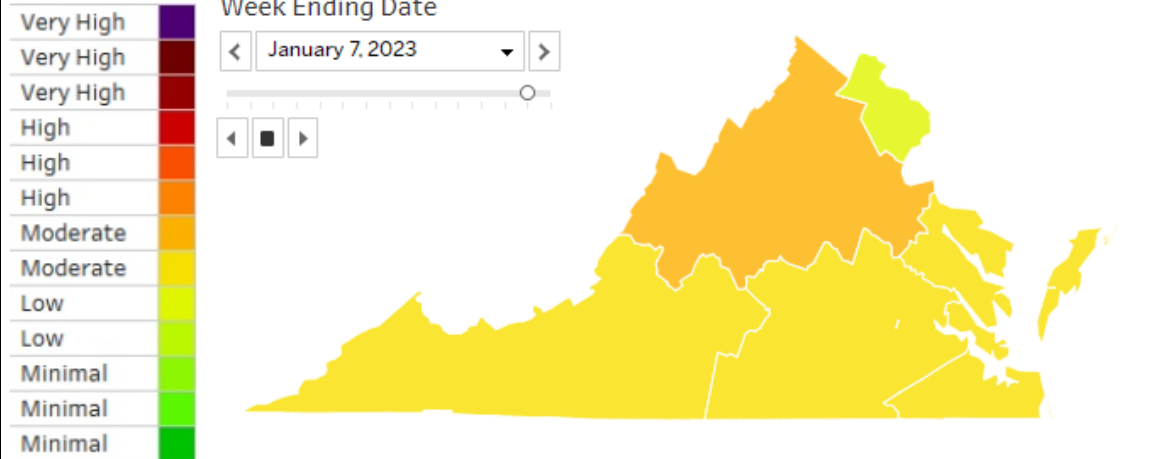 Week Ending Date
January 7, 2023
Very High
Very High
Very High
High
High
High
Moderate
Moderate
Low
Low
Minimal
Minimal
Minimal